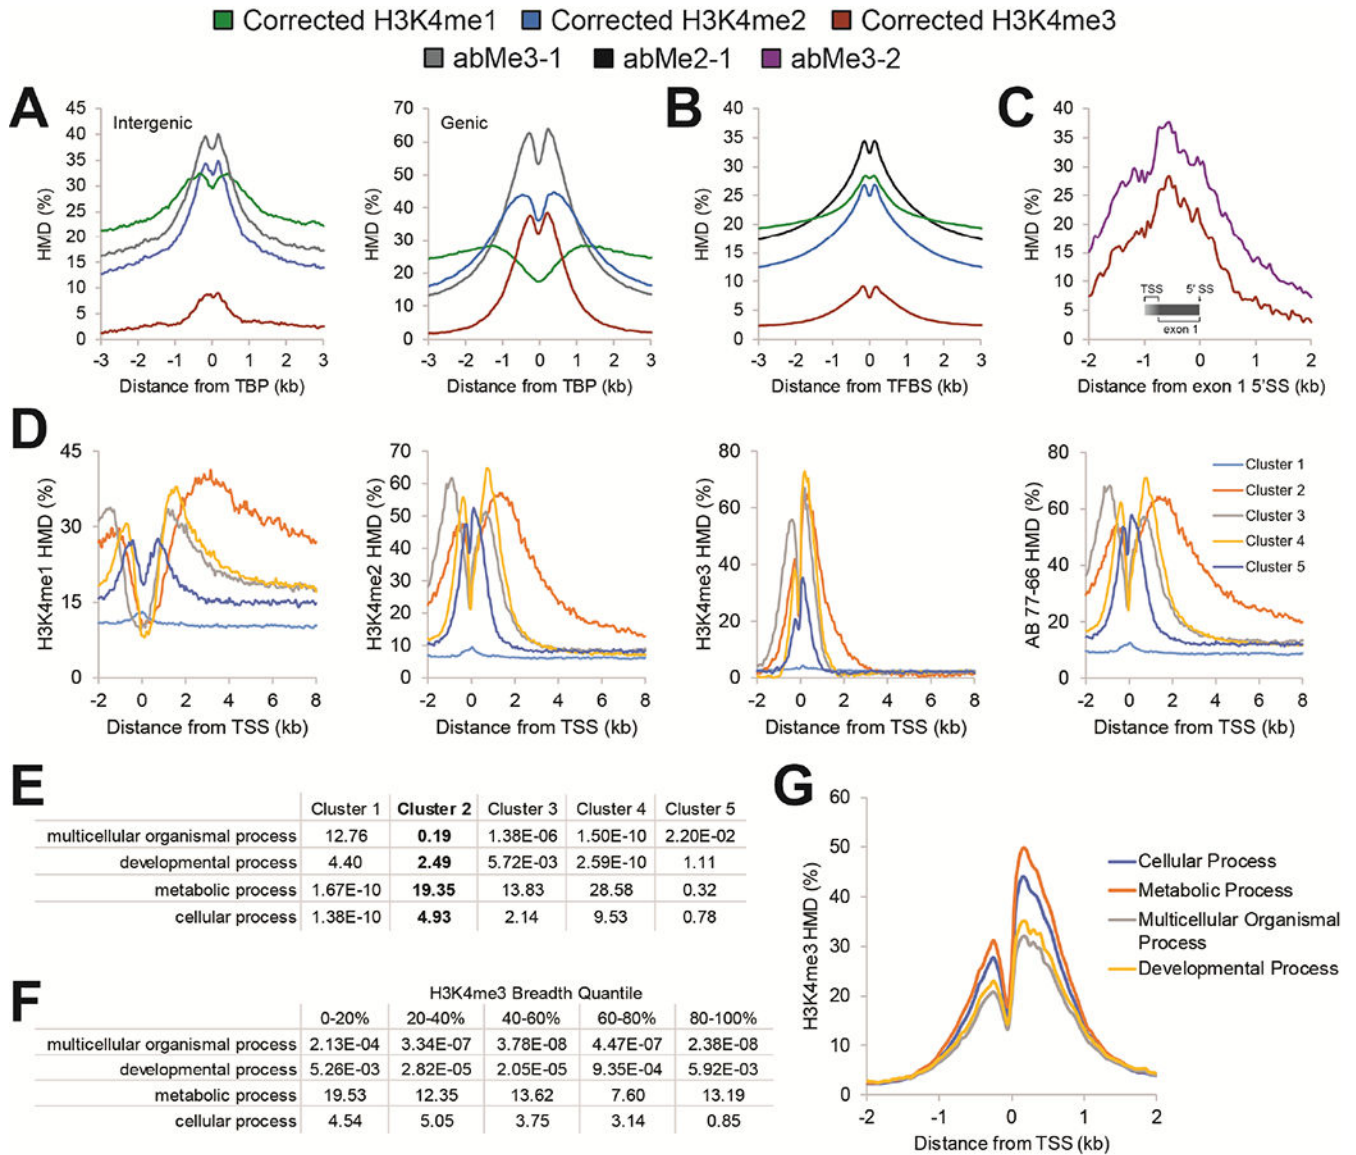 Corrected H3K4me1 Corrected H3K4me2 Corrected H3K4me3
abMe3-1 abMe2-1 abMe3-2
A
Intergenic
HMD (%)
45
40
35
30
25
20
15
10
5
0
-3 -2 -1 0 1 2 3
Distance from TBP (kb)
Genic
HMD (%)
70
60
50
40
30
20
10
0
-3 -2 -1 0 1 2 3
Distance from TBP (kb)
B
HMD (%)
40
35
30
25
20
15
10
5
0
-3 -2 -1 0 1 2 3
Distance from TFBS (kb)
C
HMD (%)
40
35
30
25
20
15
10
5
0
TSS 5' SS
exon 1
-2 -1 0 1 2
Distance from exon 1 5'SS (kb)
D
H3K4me1 HMD (%)
45
30
15
0
-2 0 2 4 6 8
Distance from TSS (kb)
H3K4me2 HMD (%)
70
60
50
40
30
20
10
0
-2 0 2 4 6 8
Distance from TSS (kb)
H3K4me3 HMD (%)
80
60
40
20
0
-2 0 2 4 6 8
Distance from TSS (kb)
AB 77-66 HMD (%)
80
60
40
20
0
-2 0 2 4 6 8
Distance from TSS (kb)
Cluster 1
Cluster 2
Cluster 3
Cluster 4
Cluster 5
E
Cluster 1 Cluster 2 Cluster 3 Cluster 4 Cluster 5
multicellular organismal process 12.76 0.19 1.38E-06 1.50E-10 2.20E-02
developmental process 4.40 2.49 5.72E-03 2.59E-10 1.11
metabolic process 1.67E-10 19.35 13.83 28.58 0.32
cellular process 1.38E-10 4.93 2.14 9.53 0.78
F
H3K4me3 Breadth Quantile
0-20% 20-40% 40-60% 60-80% 80-100%
multicellular organismal process 2.13E-04 3.34E-07 3.78E-08 4.47E-07 2.38E-08
developmental process 5.26E-03 2.82E-05 2.05E-05 9.35E-04 5.92E-03
metabolic process 19.53 12.35 13.62 7.60 13.19
cellular process 4.54 5.05 3.75 3.14 0.85
G
H3K4me3 HMD (%)
60
50
40
30
20
10
0
-2 -1 0 1 2
Distance from TSS (kb)
Cellular Process
Metabolic Process
Multicellular Organismal
Process
Developmental Process